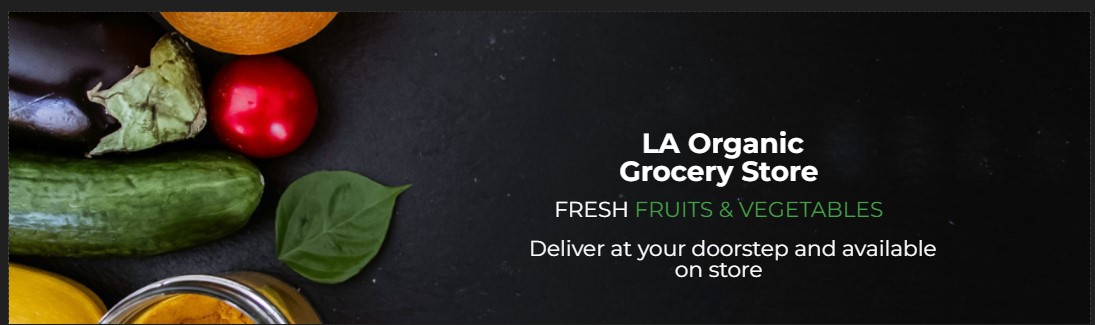 LA Organic
Grocery Store
FRESH FRUITS & VEGETABLES
Deliver at your doorstep and available
on store